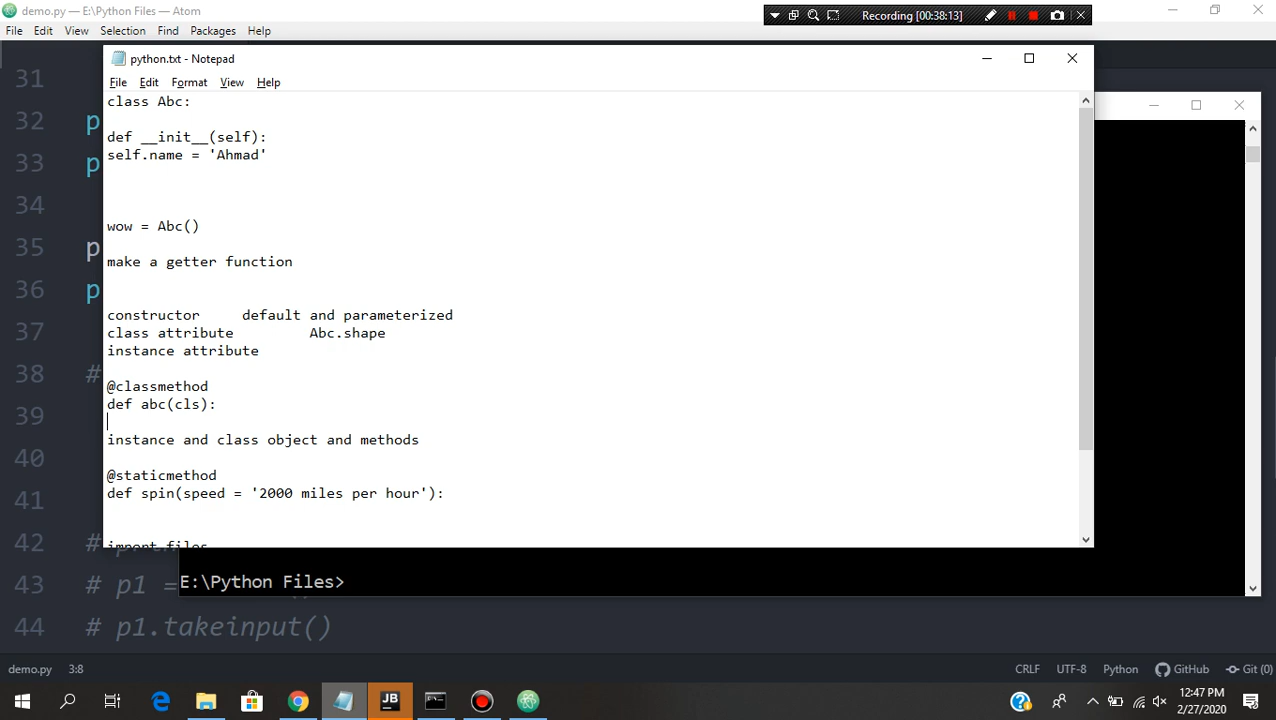 demo.py — E:\Python Files — Atom
Recording [00:38:13]
File Edit View Selection Find Packages Help
python.txt - Notepad
File Edit Format View Help
class Abc:
def __init__(self):
self.name = 'Ahmad'
wow = Abc()
make a getter function
constructor default and parameterized
class attribute Abc.shape
instance attribute
@classmethod
def abc(cls):
instance and class object and methods
@staticmethod
def spin(speed = '2000 miles per hour'):
import files
31
32 p
33 p
34
35 p
36 p
37
38 #
39
40
41
42 #
43 # p1 =
44 # p1.takeinput()
E:\Python Files>
demo.py 3:8 CRLF UTF-8 Python GitHub Git (0)
JB
12:47 PM
2/27/2020